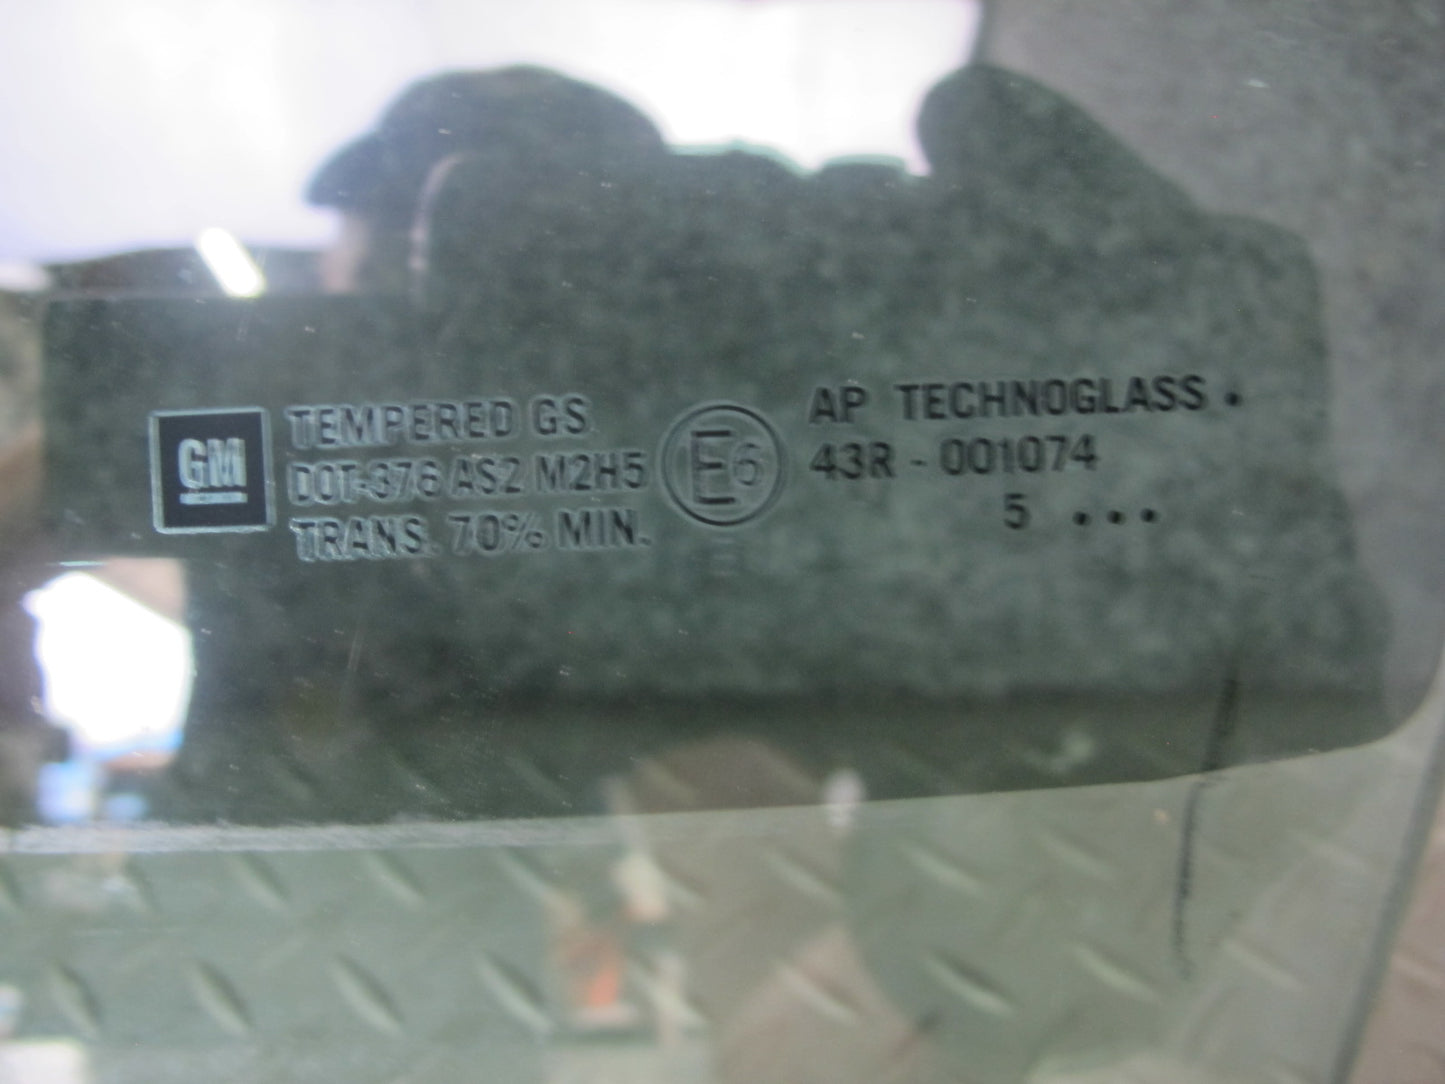 GM
TEMPERED GS
DOT-376 AS2 M2H5
TRANS. 70% MIN.
E6
AP TECHNOGLASS •
43R - 001074
5 •••